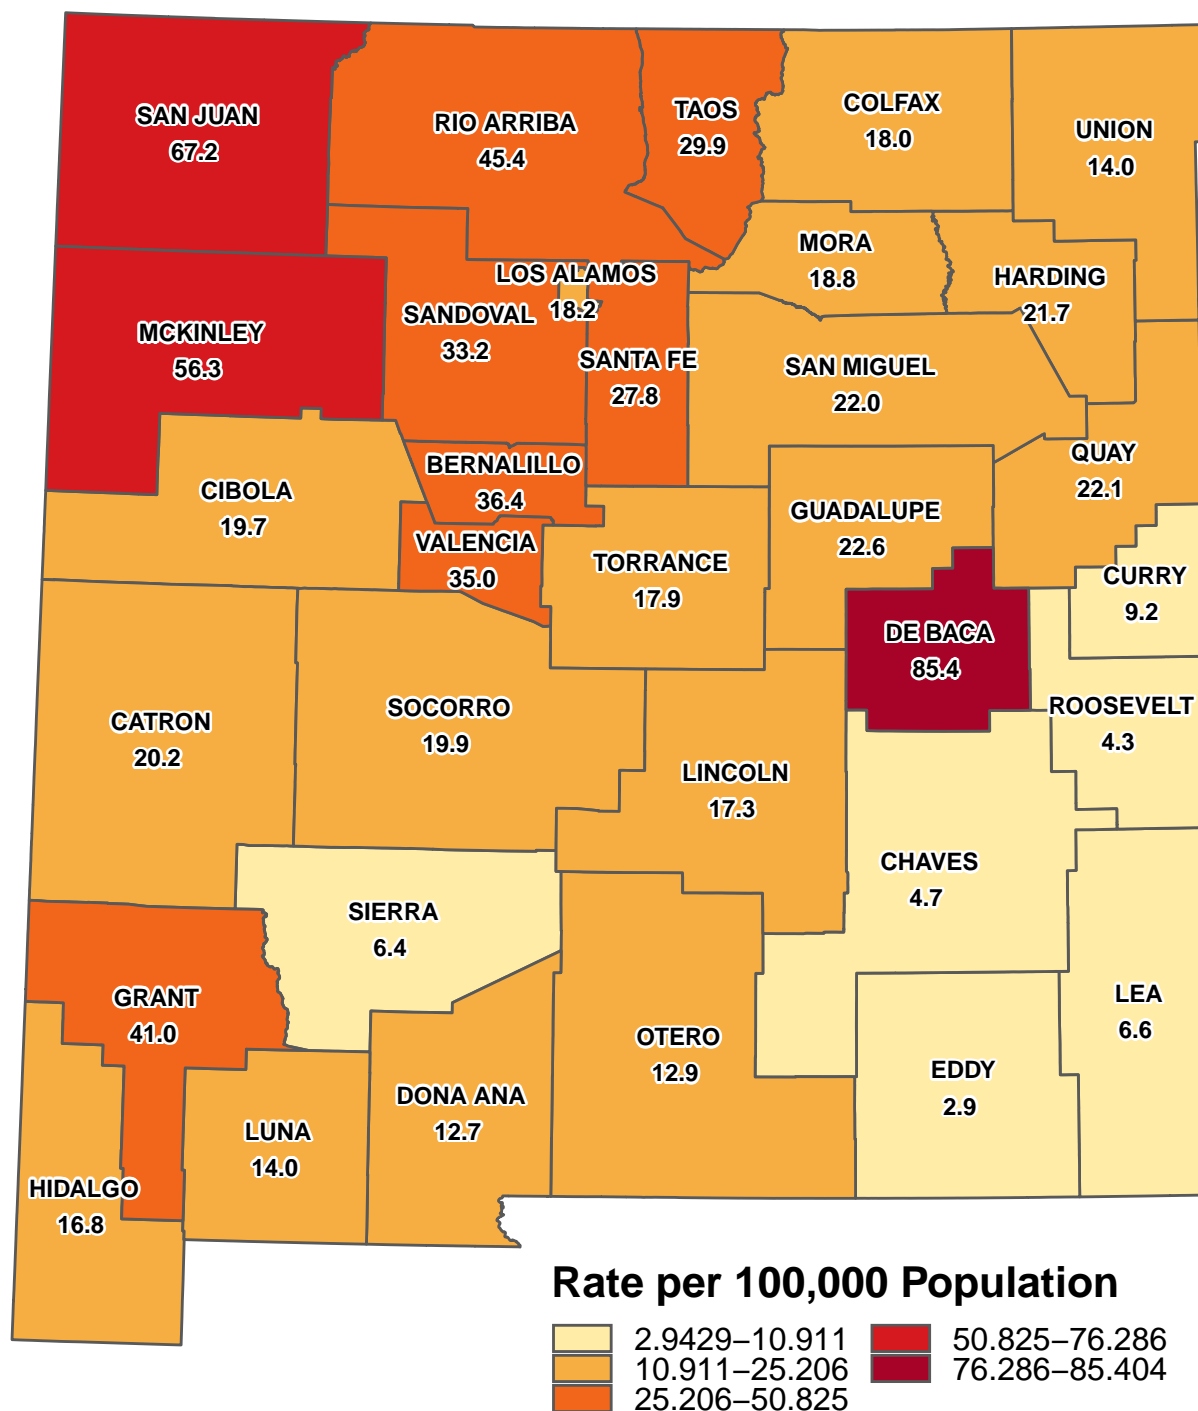 SAN JUAN
67.2
RIO ARRIBA
45.4
TAOS
29.9
COLFAX
18.0
UNION
14.0
MORA
18.8
HARDING
21.7
LOS ALAMOS
18.2
SANDOVAL
33.2
MCKINLEY
56.3
SANTA FE
27.8
SAN MIGUEL
22.0
QUAY
22.1
BERNALILLO
36.4
CIBOLA
19.7
GUADALUPE
22.6
VALENCIA
35.0
TORRANCE
17.9
CURRY
9.2
DE BACA
85.4
ROOSEVELT
4.3
CATRON
20.2
SOCORRO
19.9
LINCOLN
17.3
CHAVES
4.7
SIERRA
6.4
GRANT
41.0
LEA
6.6
OTERO
12.9
EDDY
2.9
DONA ANA
12.7
LUNA
14.0
HIDALGO
16.8
Rate per 100,000 Population
2.9429−10.911
10.911−25.206
25.206−50.825
50.825−76.286
76.286−85.404